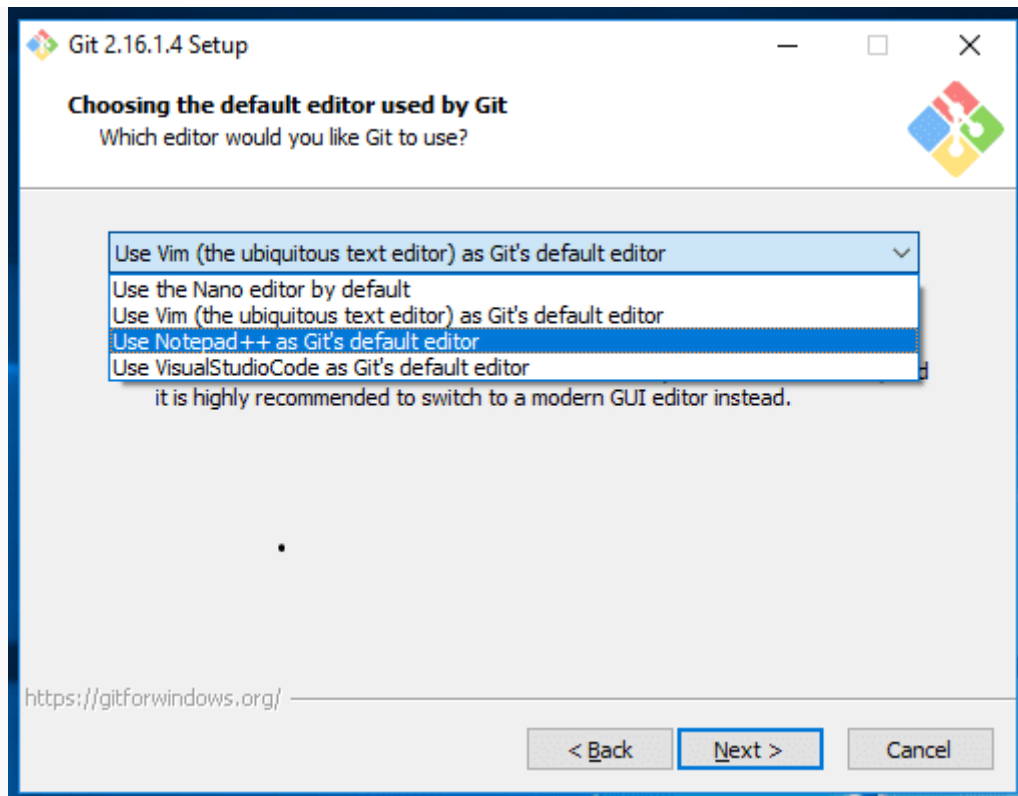 Git 2.16.1.4 Setup
Choosing the default editor used by Git
Which editor would you like Git to use?
Use Vim (the ubiquitous text editor) as Git's default editor
Use the Nano editor by default
Use Vim (the ubiquitous text editor) as Git's default editor
Use Notepad++ as Git's default editor
Use VisualStudioCode as Git's default editor
it is highly recommended to switch to a modern GUI editor instead.
https://gitforwindows.org/
< Back Next > Cancel